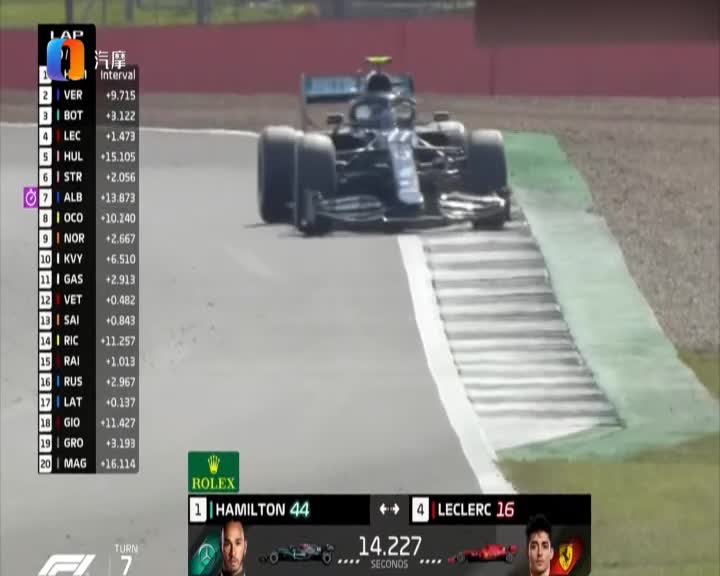 LAP
汽摩
Interval
2 VER +9.715
3 BOT +3.122
4 LEC +1.473
5 HUL +15.105
6 STR +2.056
7 ALB +13.873
8 OCO +10.240
9 NOR +2.667
10 KVY +6.510
11 GAS +2.913
12 VET +0.482
13 SAI +0.843
14 RIC +11.257
15 RAI +1.013
16 RUS +2.967
17 LAT +0.137
18 GIO +11.427
19 GRO +3.193
20 MAG +16.114
ROLEX
1 HAMILTON 44 4 LECLERC 16
14.227
SECONDS
F1 TURN
7